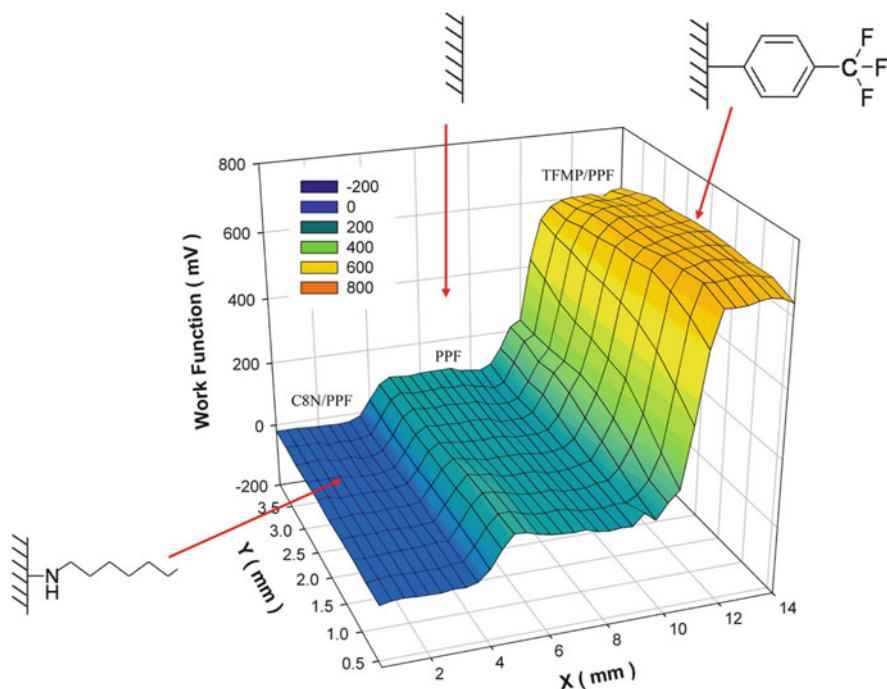 F
C
F
F
TFMP/PPF
800
600
400
200
0
-200
Work Function ( mV )
-200
0
200
400
600
800
PPF
C8N/PPF
N
H
3.5
3.0
2.5
2.0
1.5
1.0
0.5
Y ( mm )
2
4
6
8
10
12
14
X ( mm )